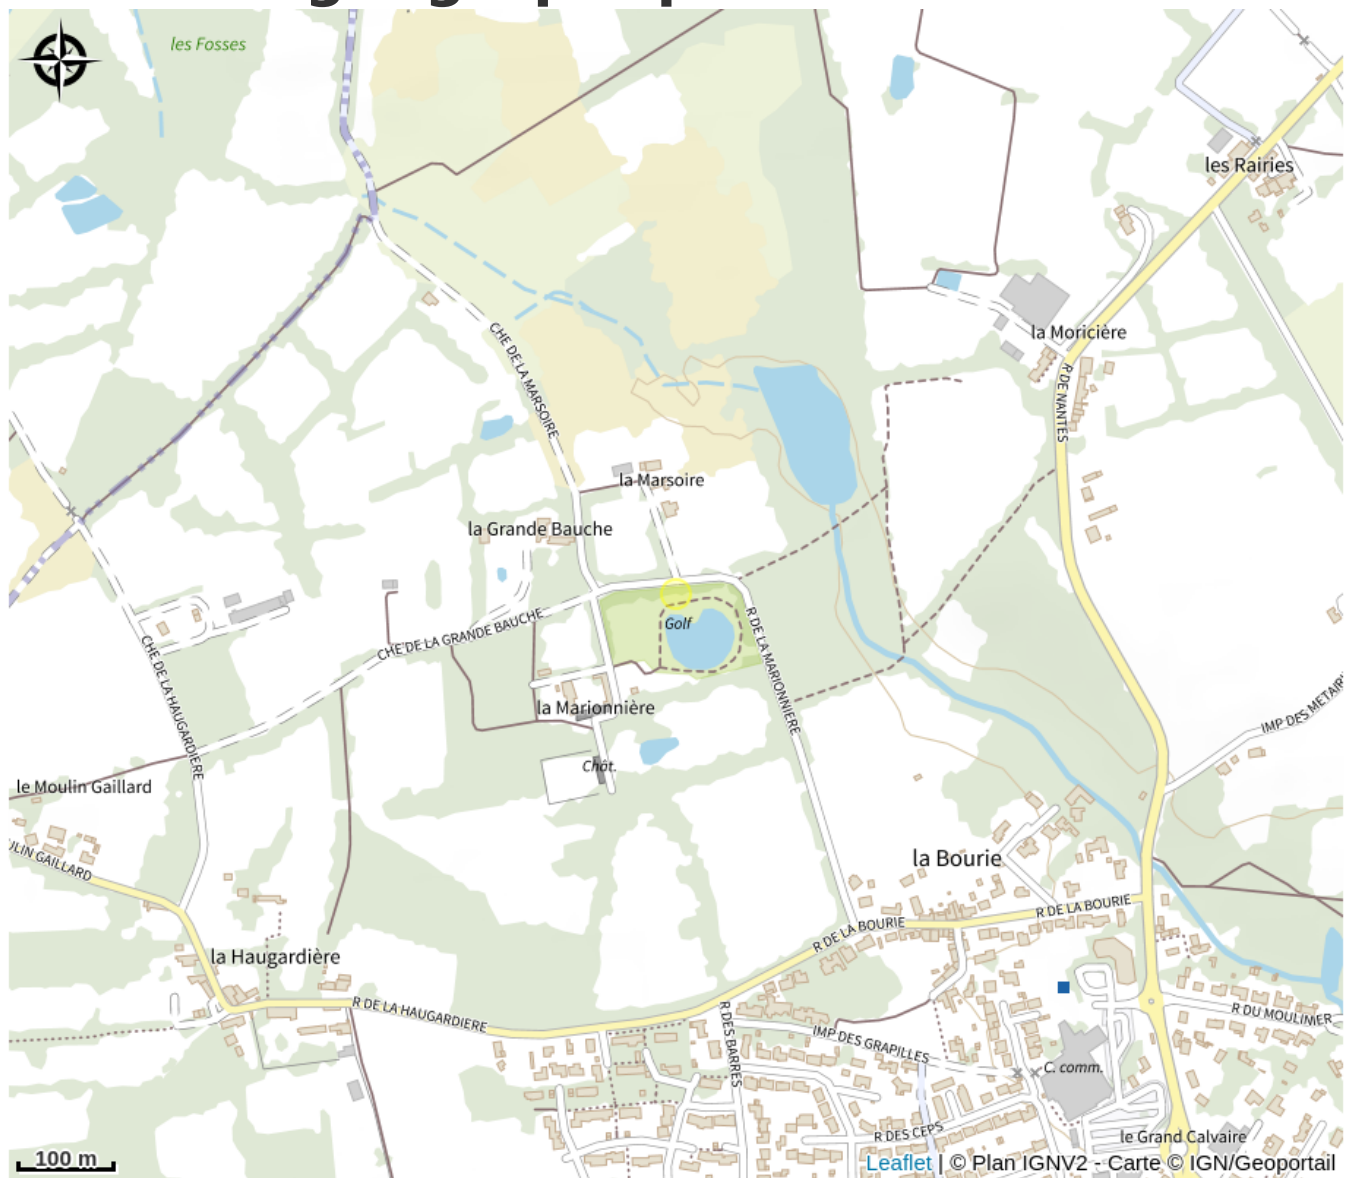 les Fosses
les Rairies
la Moricière
CHE DE LA MARSOIRE
R DE NANTES
la Marsoire
la Grande Bauche
Golf
CHE DE LA GRANDE BAUCHE
R DE LA MARIONNIERE
CHE DE LA HAUGARDIERE
la Marionnière
IMP DES METAIRI
Chât.
le Moulin Gaillard
ULIN GAILLARD
la Bourie
R DE LA BOURIE
R DE LA BOURIE
la Haugardière
R DE LA HAUGARDIERE
R DES BARRES
IMP DES GRAPILLES
R DU MOULINIER
C. comm.
R DES CEPS
le Grand Calvaire
100 m
Leaflet | © Plan IGNV2 - Carte © IGN/Geoportail